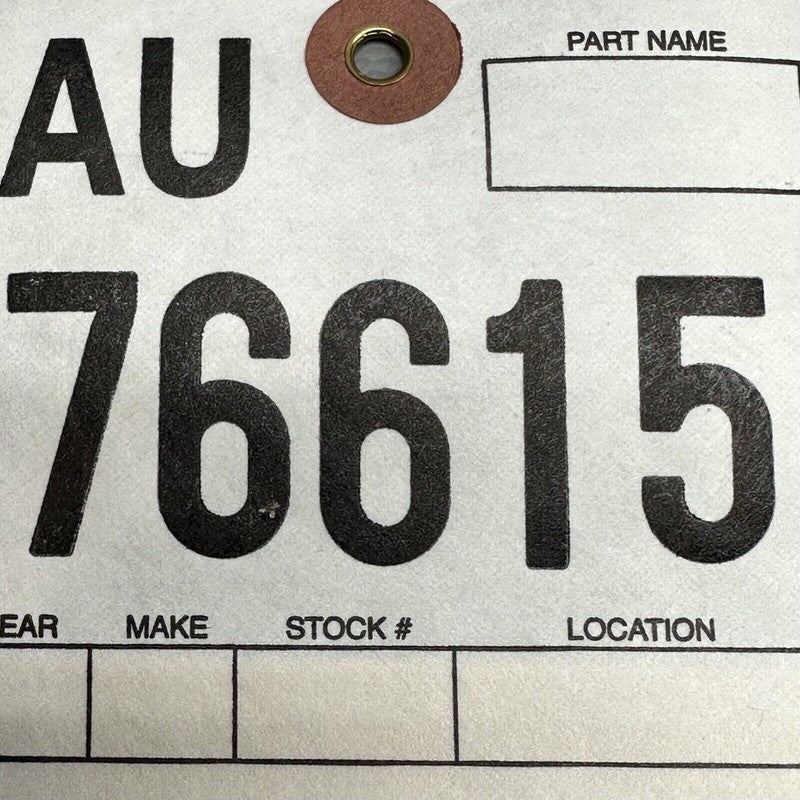 AU
PART NAME
76615
EAR MAKE STOCK # LOCATION